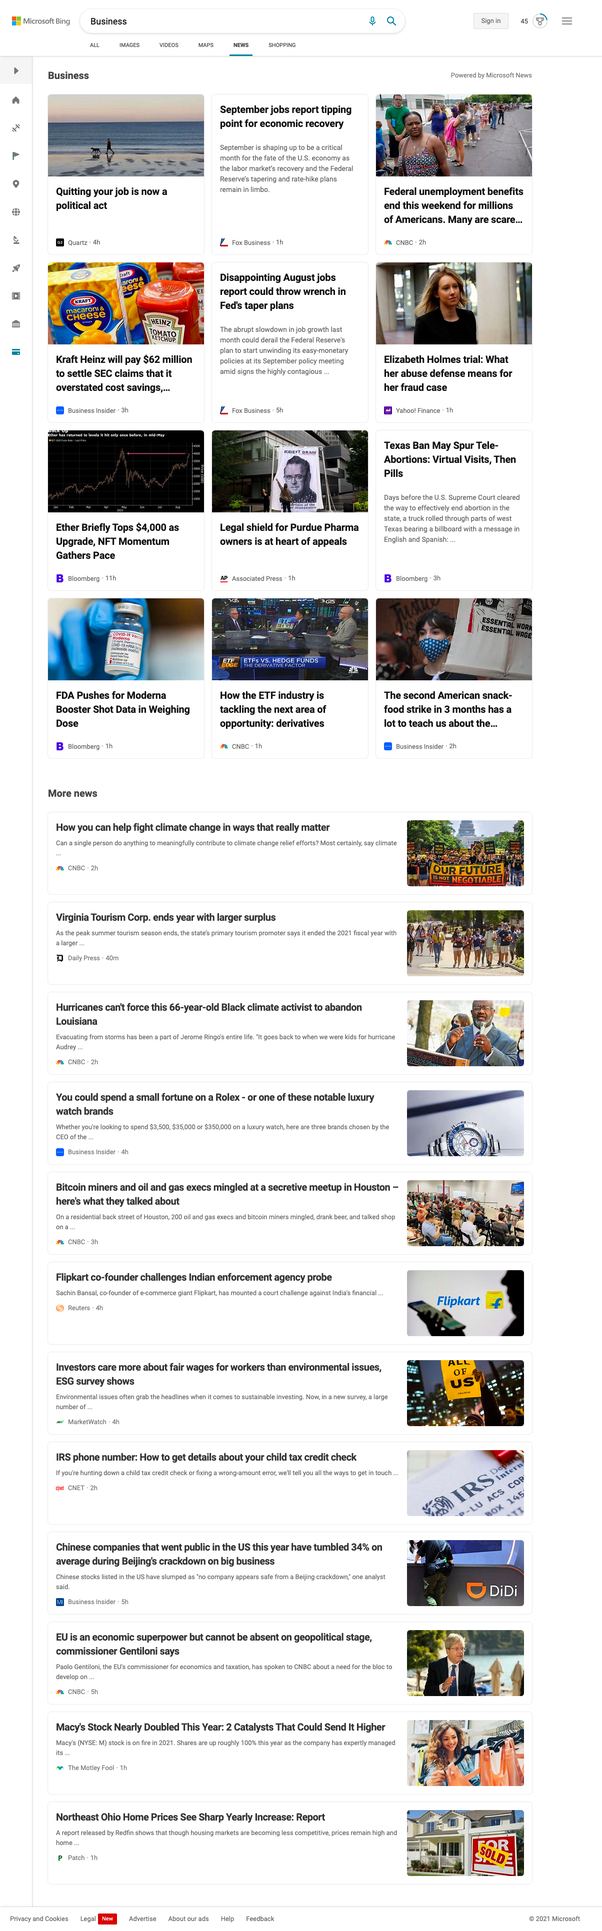 Microsoft Bing
Business
Sign in
45
ALL
IMAGES
VIDEOS
MAPS
NEWS
SHOPPING
Business
Powered by Microsoft News
Quitting your job is now a
political act
Quartz · 4h
September jobs report tipping
point for economic recovery
September is shaping up to be a critical
month for the fate of the U.S. economy as
the labor market's recovery and the Federal
Reserve's tapering and rate-hike plans
remain in limbo.
Fox Business · 1h
Federal unemployment benefits
end this weekend for millions
of Americans. Many are scare...
CNBC · 2h
KRAFT
macaroni &
cheese
HEINZ
TOMATO
KETCHUP
Kraft Heinz will pay $62 million
to settle SEC claims that it
overstated cost savings,...
Business Insider · 3h
Disappointing August jobs
report could throw wrench in
Fed's taper plans
The abrupt slowdown in job growth last
month could derail the Federal Reserve's
plan to start unwinding its easy-monetary
policies at its September policy meeting
amid signs the highly contagious ...
Fox Business · 5h
Elizabeth Holmes trial: What
her abuse defense means for
her fraud case
Yahoo! Finance · 1h
Ether has returned to levels it hit only once before, in mid-May
Ether Briefly Tops $4,000 as
Upgrade, NFT Momentum
Gathers Pace
Bloomberg · 11h
Legal shield for Purdue Pharma
owners is at heart of appeals
AP
Associated Press · 1h
Texas Ban May Spur Tele-
Abortions: Virtual Visits, Then
Pills
Days before the U.S. Supreme Court cleared
the way to effectively end abortion in the
state, a truck rolled through parts of west
Texas bearing a billboard with a message in
English and Spanish: ...
Bloomberg · 3h
FDA Pushes for Moderna
Booster Shot Data in Weighing
Dose
Bloomberg · 1h
ETF
EDGE
ETFs VS. HEDGE FUNDS
THE DERIVATIVE FACTOR
How the ETF industry is
tackling the next area of
opportunity: derivatives
CNBC · 1h
$15
ESSENTIAL WORK
ESSENTIAL WAGE
The second American snack-
food strike in 3 months has a
lot to teach us about the...
Business Insider · 2h
More news
How you can help fight climate change in ways that really matter
Can a single person do anything to meaningfully contribute to climate change relief efforts? Most certainly, say climate
...
CNBC · 2h
OUR FUTURE
IS NOT NEGOTIABLE
Virginia Tourism Corp. ends year with larger surplus
As the peak summer tourism season ends, the state's primary tourism promoter says it ended the 2021 fiscal year with
a larger ...
Daily Press · 40m
Hurricanes can't force this 66-year-old Black climate activist to abandon
Louisiana
Evacuating from storms has been a part of Jerome Ringo's entire life. "It goes back to when we were kids for hurricane
Audrey ...
CNBC · 2h
You could spend a small fortune on a Rolex - or one of these notable luxury
watch brands
Whether you're looking to spend $3,500, $35,000 or $350,000 on a luxury watch, here are three brands chosen by the
CEO of the ...
Business Insider · 4h
Bitcoin miners and oil and gas execs mingled at a secretive meetup in Houston –
here's what they talked about
On a residential back street of Houston, 200 oil and gas execs and bitcoin miners mingled, drank beer, and talked shop
on a ...
CNBC · 3h
Flipkart co-founder challenges Indian enforcement agency probe
Sachin Bansal, co-founder of e-commerce giant Flipkart, has mounted a court challenge against India's financial ...
Reuters · 4h
Flipkart
Investors care more about fair wages for workers than environmental issues,
ESG survey shows
Environmental issues often grab the headlines when it comes to sustainable investing. Now, in a new survey, a large
number of ...
MarketWatch · 4h
ALL
OF
US
IRS phone number: How to get details about your child tax credit check
If you're hunting down a child tax credit check or fixing a wrong-amount error, we'll tell you all the ways to get in touch ...
CNET · 2h
IRS
Chinese companies that went public in the US this year have tumbled 34% on
average during Beijing's crackdown on big business
Chinese stocks listed in the US have slumped as "no company appears safe from a Beijing crackdown," one analyst
said.
Business Insider · 5h
DiDi
EU is an economic superpower but cannot be absent on geopolitical stage,
commissioner Gentiloni says
Paolo Gentiloni, the EU's commissioner for economics and taxation, has spoken to CNBC about a need for the bloc to
develop on ...
CNBC · 5h
Macy's Stock Nearly Doubled This Year: 2 Catalysts That Could Send It Higher
Macy's (NYSE: M) stock is on fire in 2021. Shares are up roughly 100% this year as the company has expertly managed
its ...
The Motley Fool · 1h
Northeast Ohio Home Prices See Sharp Yearly Increase: Report
A report released by Redfin shows that though housing markets are becoming less competitive, prices remain high and
home ...
Patch · 1h
FOR
SOLD
Privacy and Cookies
Legal
New
Advertise
About our ads
Help
Feedback
© 2021 Microsoft